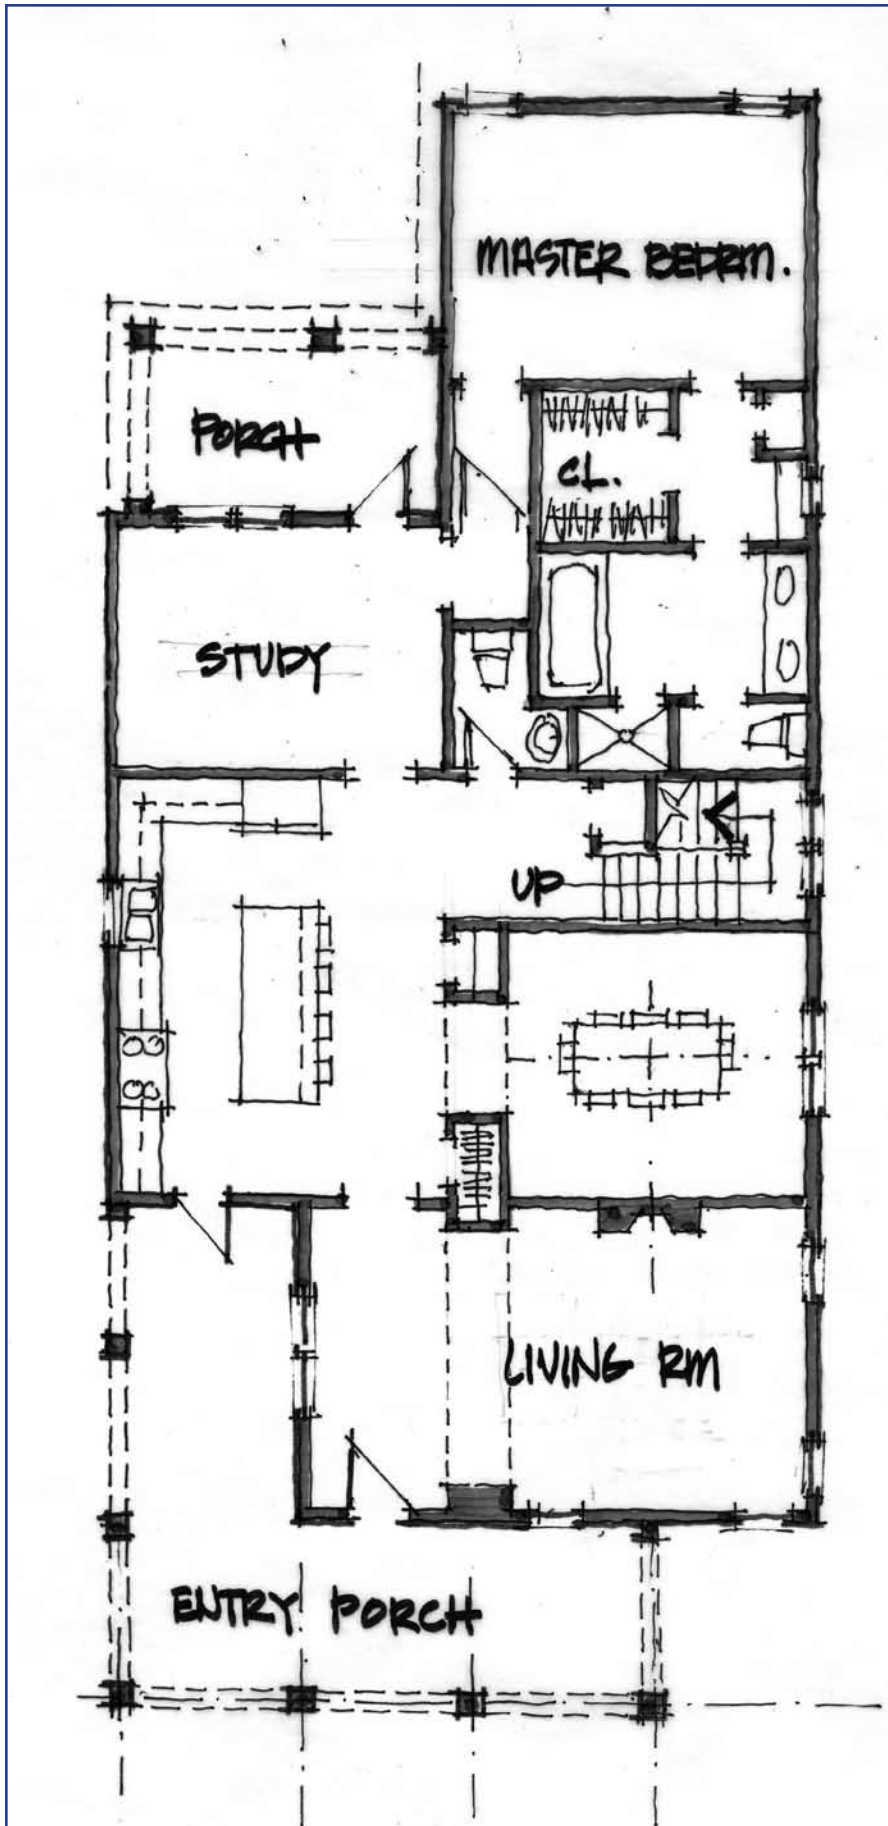 MASTER BEDRM.
PORCH
CL.
STUDY
UP
LIVING RM
ENTRY PORCH